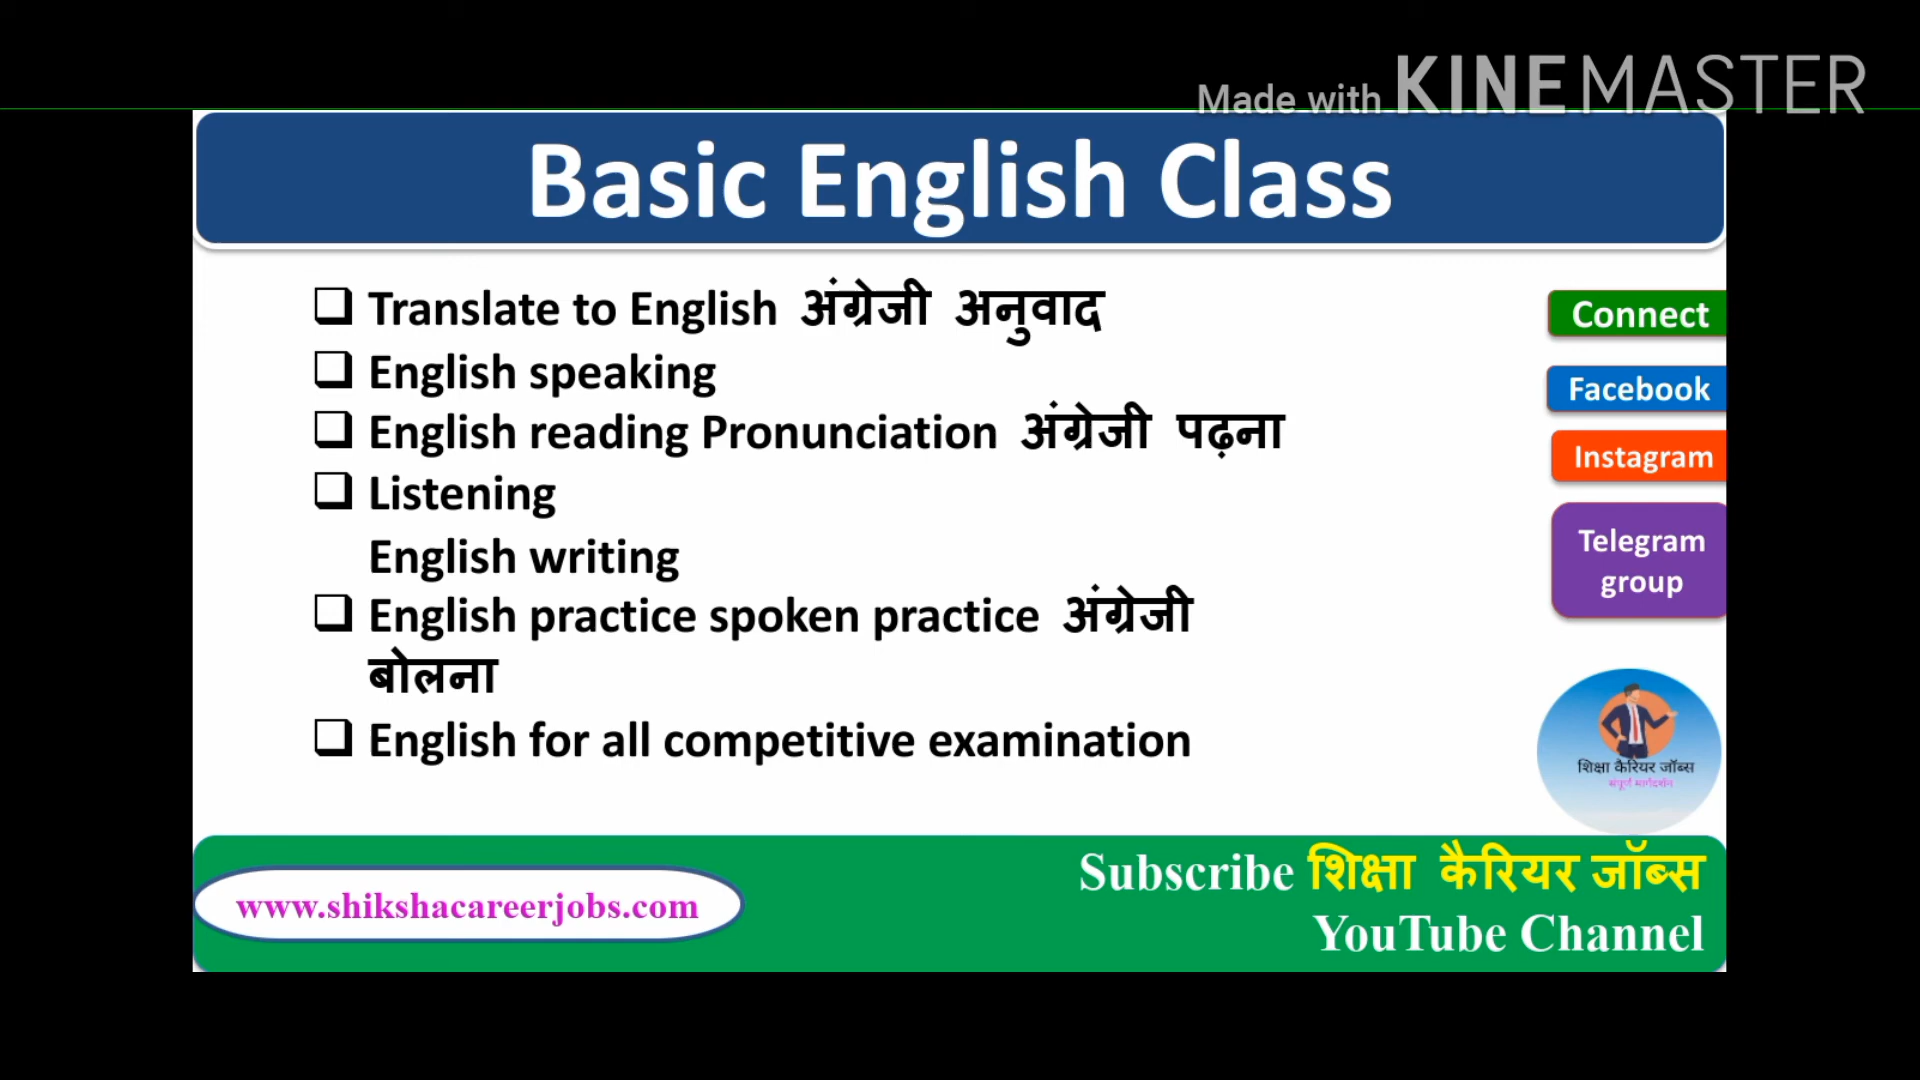 Made with KINEMASTER
Basic English Class
❑ Translate to English अंग्रेजी अनुवाद
❑ English speaking
❑ English reading Pronunciation अंग्रेजी पढ़ना
❑ Listening
English writing
❑ English practice spoken practice अंग्रेजी
बोलना
❑ English for all competitive examination
Connect
Facebook
Instagram
Telegram
group
शिक्षा कैरियर जॉब्स
संपूर्ण मार्गदर्शन
www.shikshacareerjobs.com
Subscribe शिक्षा कैरियर जॉब्स
YouTube Channel